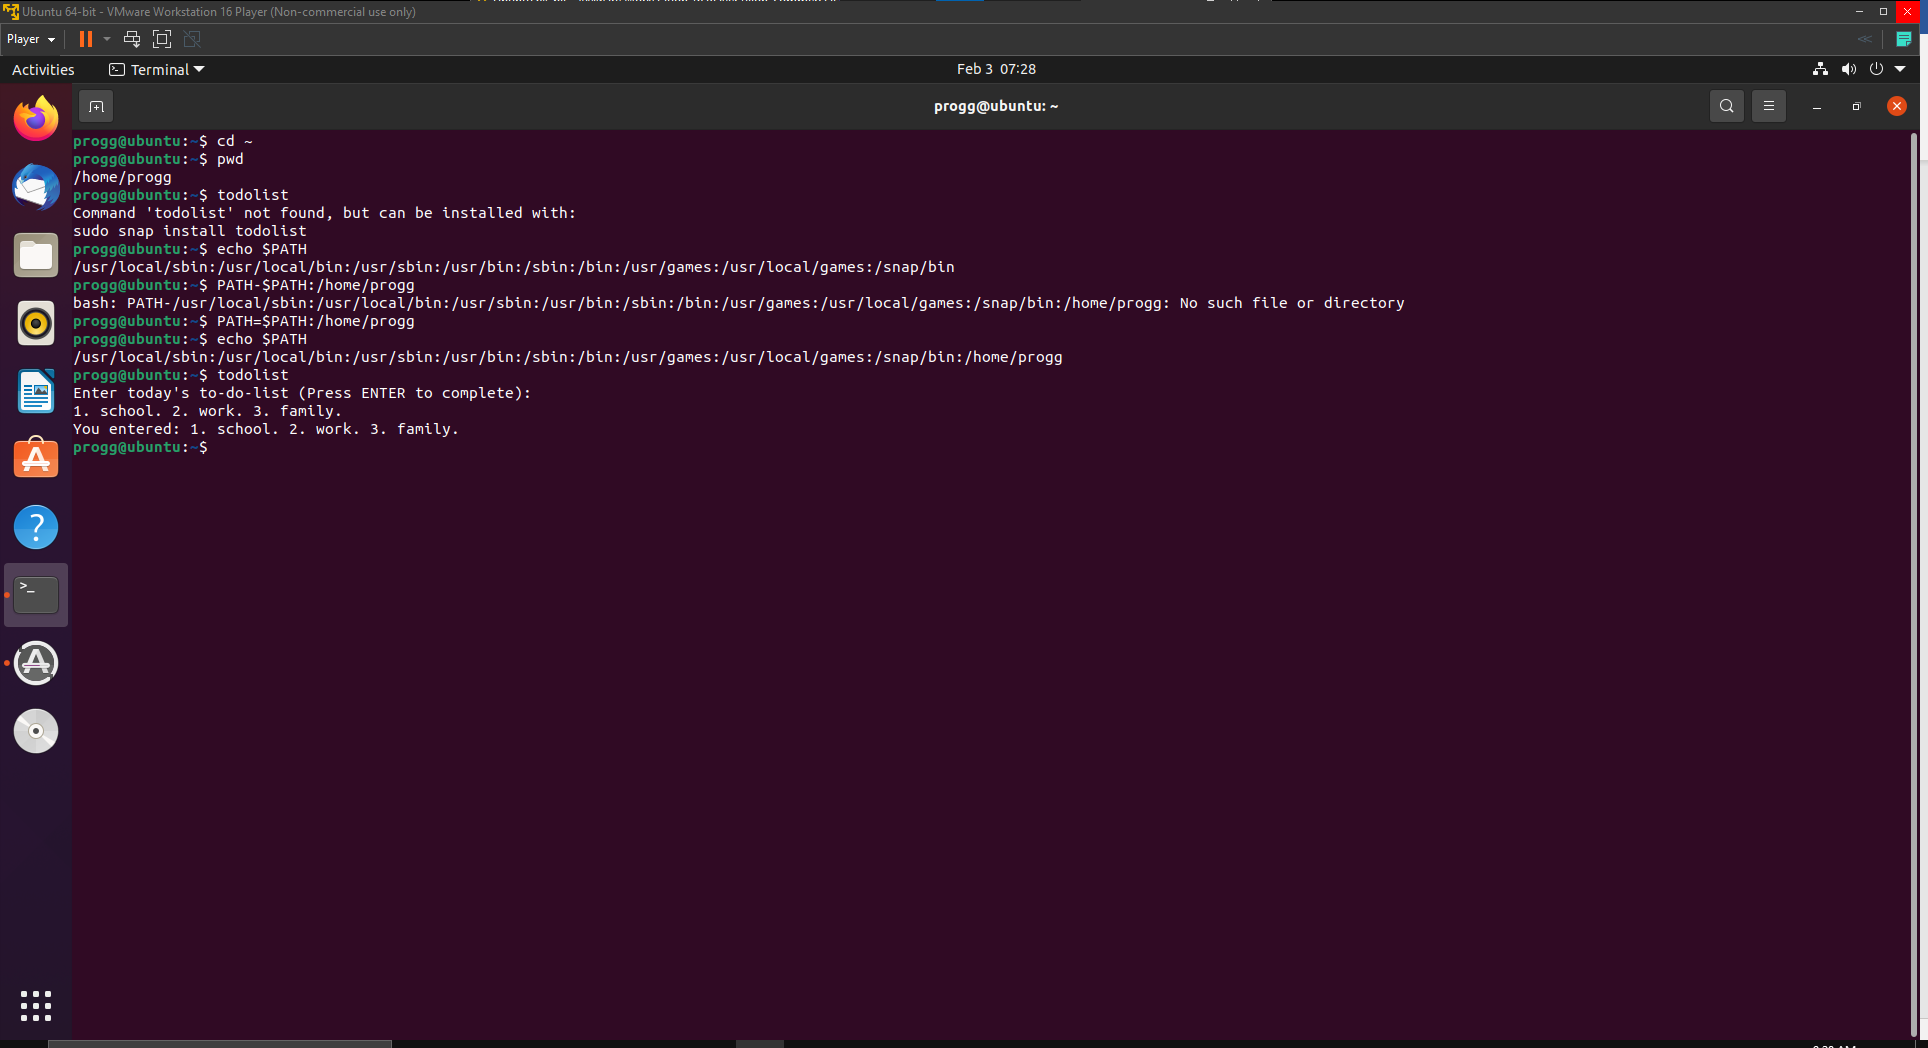 Ubuntu 64-bit - VMware Workstation 16 Player (Non-commercial use only)
Player
Activities
Terminal
Feb 3 07:28
progg@ubuntu: ~
progg@ubuntu:~$ cd ~
progg@ubuntu:~$ pwd
/home/progg
progg@ubuntu:~$ todolist
Command 'todolist' not found, but can be installed with:
sudo snap install todolist
progg@ubuntu:~$ echo $PATH
/usr/local/sbin:/usr/local/bin:/usr/sbin:/usr/bin:/sbin:/bin:/usr/games:/usr/local/games:/snap/bin
progg@ubuntu:~$ PATH-$PATH:/home/progg
bash: PATH-/usr/local/sbin:/usr/local/bin:/usr/sbin:/usr/bin:/sbin:/bin:/usr/games:/usr/local/games:/snap/bin:/home/progg: No such file or directory
progg@ubuntu:~$ PATH=$PATH:/home/progg
progg@ubuntu:~$ echo $PATH
/usr/local/sbin:/usr/local/bin:/usr/sbin:/usr/bin:/sbin:/bin:/usr/games:/usr/local/games:/snap/bin:/home/progg
progg@ubuntu:~$ todolist
Enter today's to-do-list (Press ENTER to complete):
1. school. 2. work. 3. family.
You entered: 1. school. 2. work. 3. family.
progg@ubuntu:~$